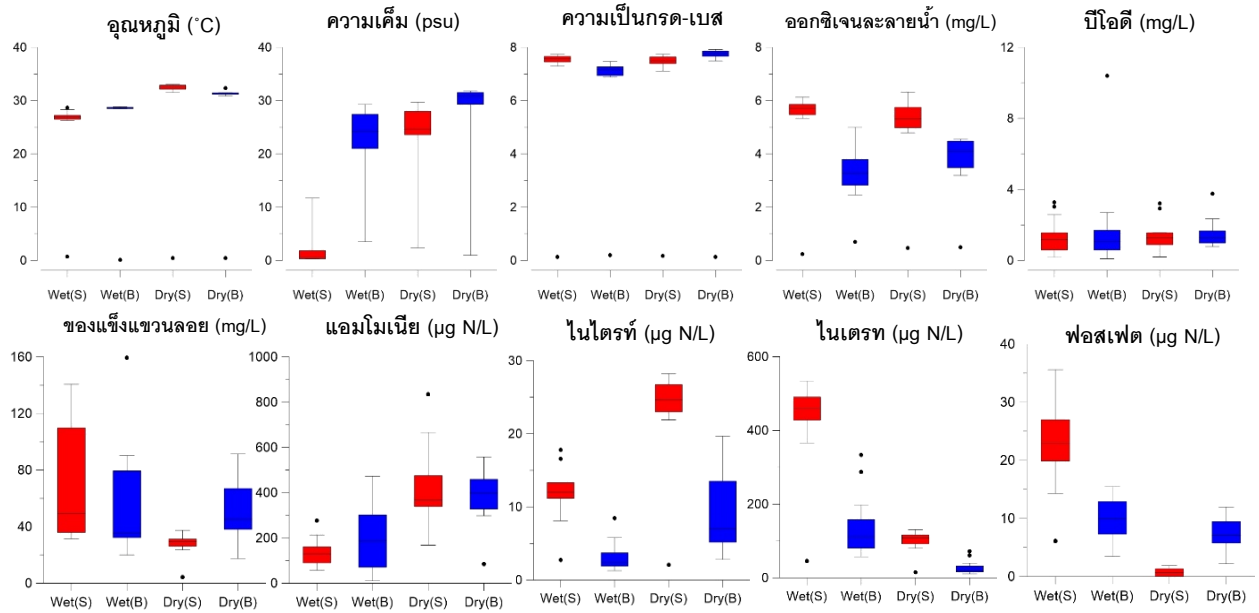 อุณหภูมิ (°C)
40
30
20
10
0
Wet(S) Wet(B) Dry(S) Dry(B)
ความเค็ม (psu)
40
30
20
10
0
Wet(S) Wet(B) Dry(S) Dry(B)
ความเป็นกรด-เบส
8
6
4
2
0
Wet(S) Wet(B) Dry(S) Dry(B)
ออกซิเจนละลายน้ำ (mg/L)
8
6
4
2
0
Wet(S) Wet(B) Dry(S) Dry(B)
บีโอดี (mg/L)
12
8
4
0
Wet(S) Wet(B) Dry(S) Dry(B)
ของแข็งแขวนลอย (mg/L)
160
120
80
40
0
Wet(S) Wet(B) Dry(S) Dry(B)
แอมโมเนีย (µg N/L)
1000
800
600
400
200
0
Wet(S) Wet(B) Dry(S) Dry(B)
ไนไตรท์ (µg N/L)
30
20
10
0
Wet(S) Wet(B) Dry(S) Dry(B)
ไนเตรท (µg N/L)
600
400
200
0
Wet(S) Wet(B) Dry(S) Dry(B)
ฟอสเฟต (µg N/L)
40
30
20
10
0
Wet(S) Wet(B) Dry(S) Dry(B)